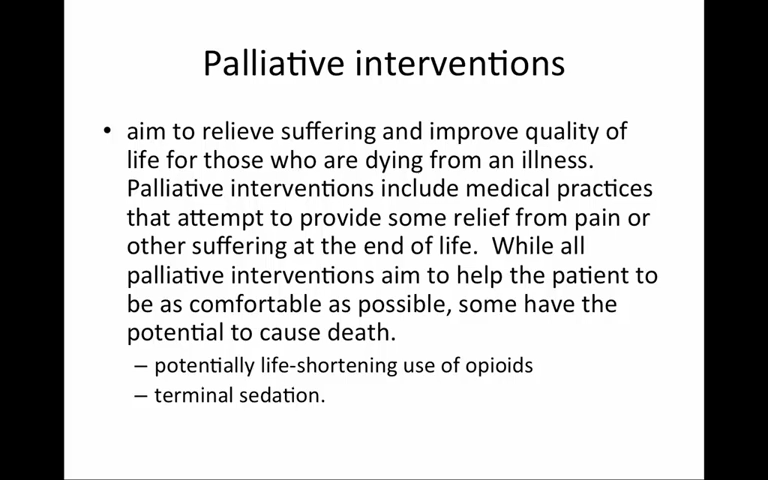 Palliative interventions
• aim to relieve suffering and improve quality of
life for those who are dying from an illness.
Palliative interventions include medical practices
that attempt to provide some relief from pain or
other suffering at the end of life.  While all
palliative interventions aim to help the patient to
be as comfortable as possible, some have the
potential to cause death.
– potentially life-shortening use of opioids
– terminal sedation.